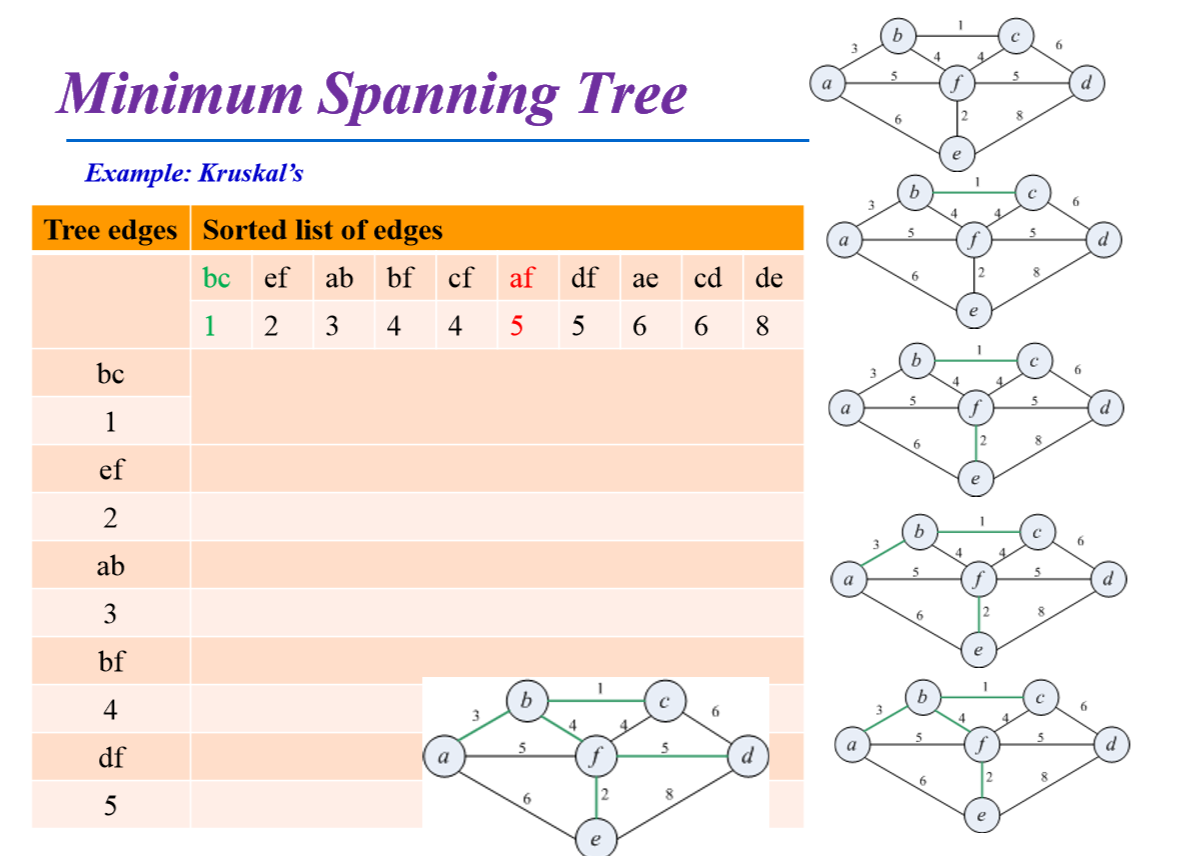 Minimum Spanning Tree
Example: Kruskal's
Tree edges Sorted list of edges
bc ef ab bf cf af df ae cd de
1 2 3 4 4 5 5 6 6 8
bc
1
ef
2
ab
3
bf
4
df
5
1
b c
3 4 4 6
a 5 f 5 d
6 2 8
e
1
b c
3 4 4 6
a 5 f 5 d
6 2 8
e
1
b c
3 4 4 6
a 5 f 5 d
6 2 8
e
1
b c
3 4 4 6
a 5 f 5 d
6 2 8
e
1
b c
3 4 4 6
a 5 f 5 d
6 2 8
e
1
b c
3 4 4 6
a 5 f 5 d
6 2 8
e